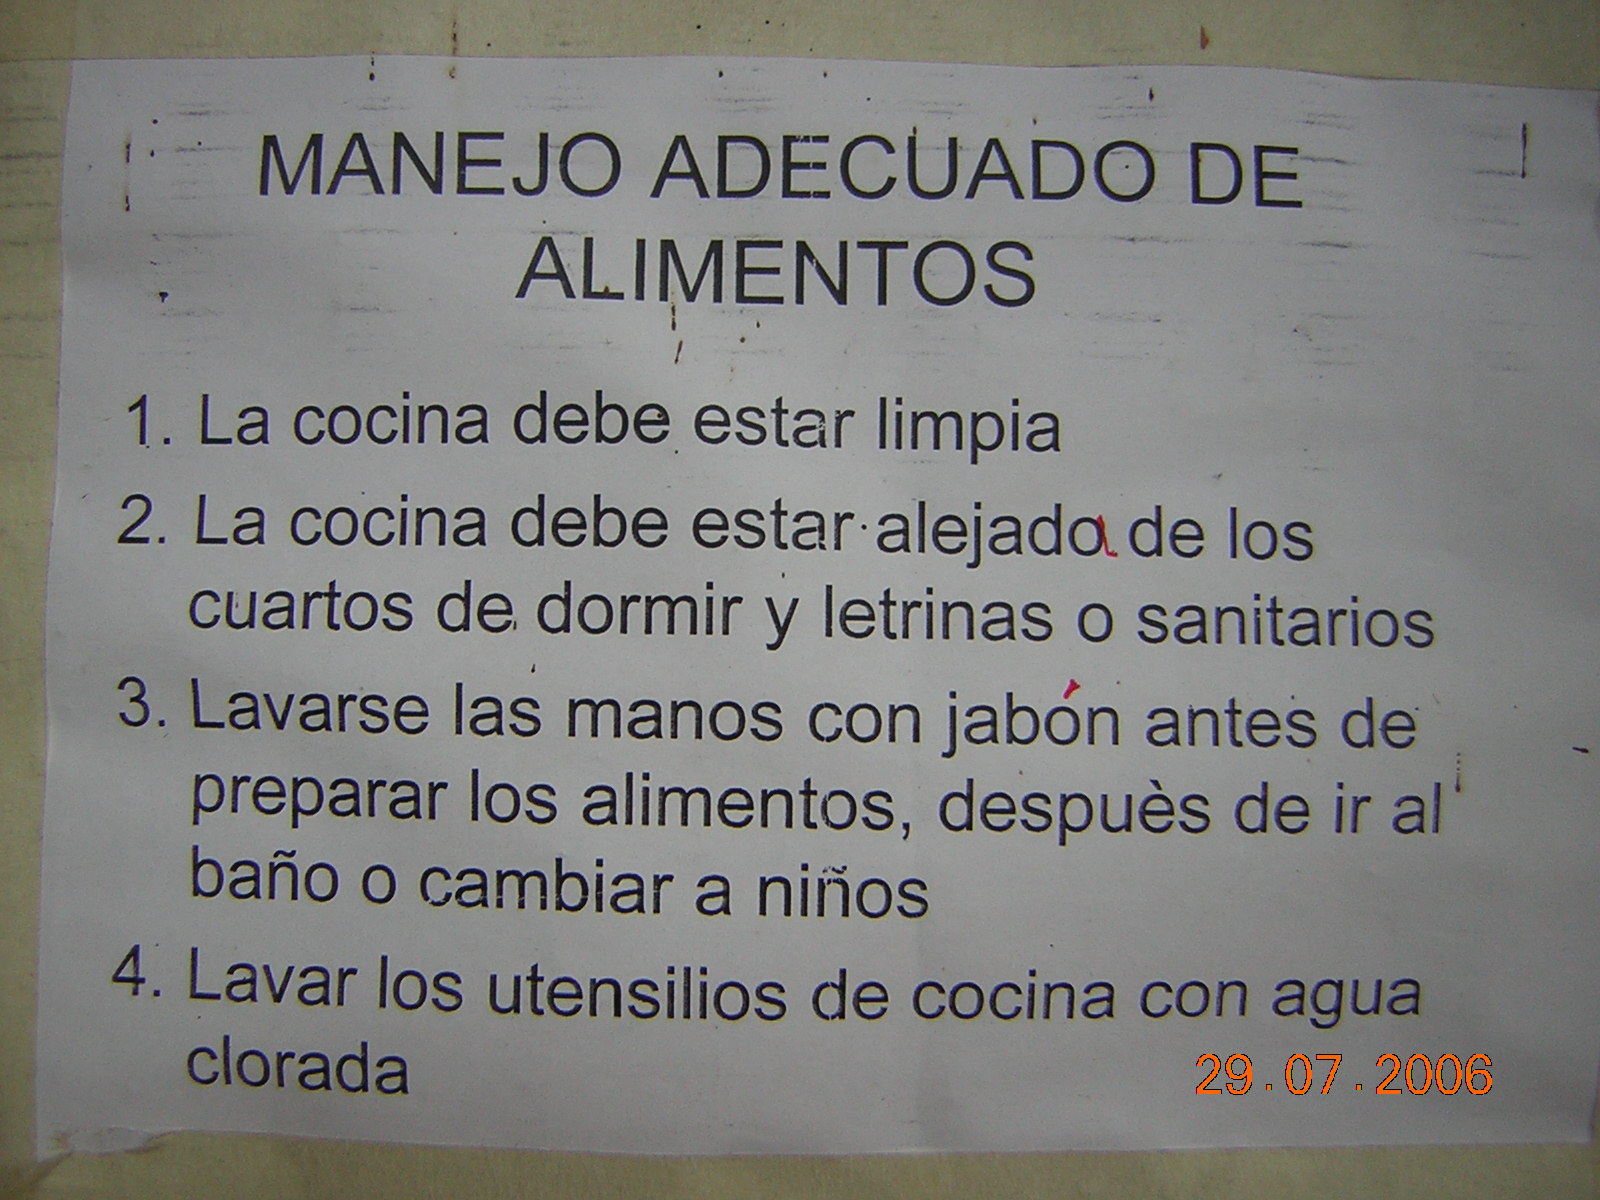 MANEJO ADECUADO DE
ALIMENTOS
1. La cocina debe estar limpia
2. La cocina debe estar alejada de los
cuartos de dormir y letrinas o sanitarios
3. Lavarse las manos con jabón antes de
preparar los alimentos, despuès de ir al
baño o cambiar a niños
4. Lavar los utensilios de cocina con agua
clorada
29.07.2006